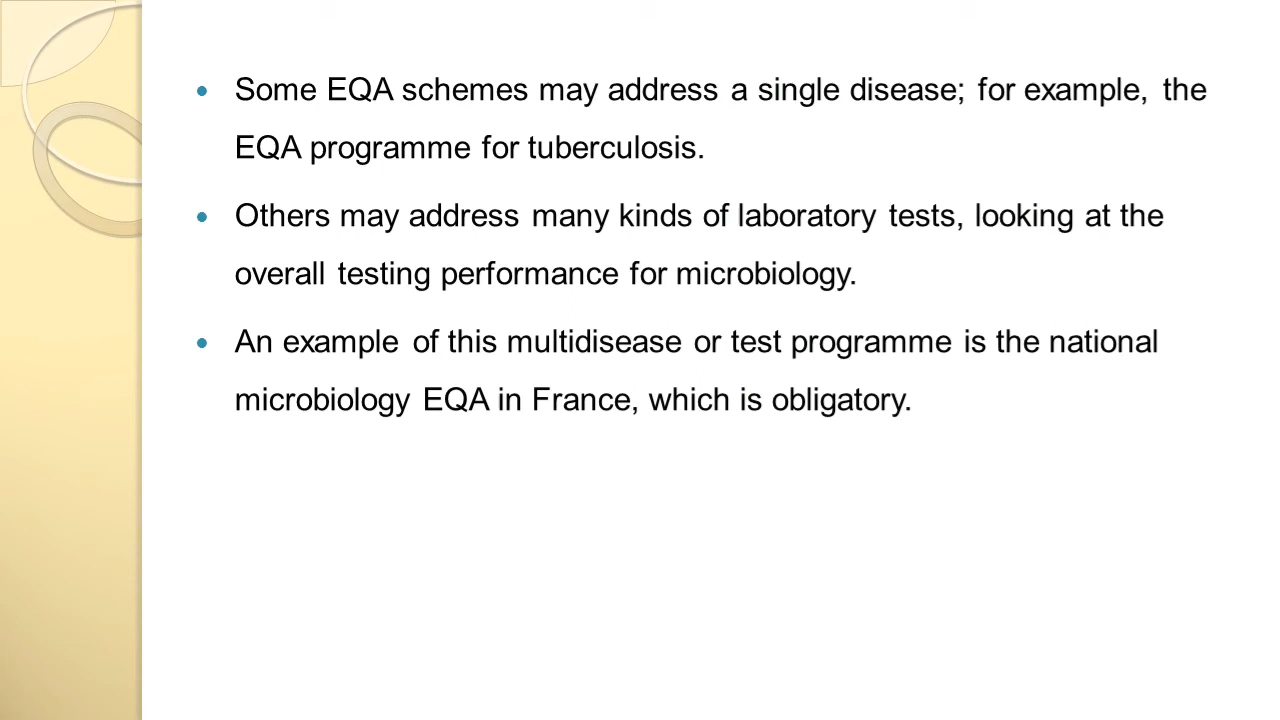 Some EQA schemes may address a single disease; for example, the
EQA programme for tuberculosis.
Others may address many kinds of laboratory tests, looking at the
overall testing performance for microbiology.
An example of this multidisease or test programme is the national
microbiology EQA in France, which is obligatory.